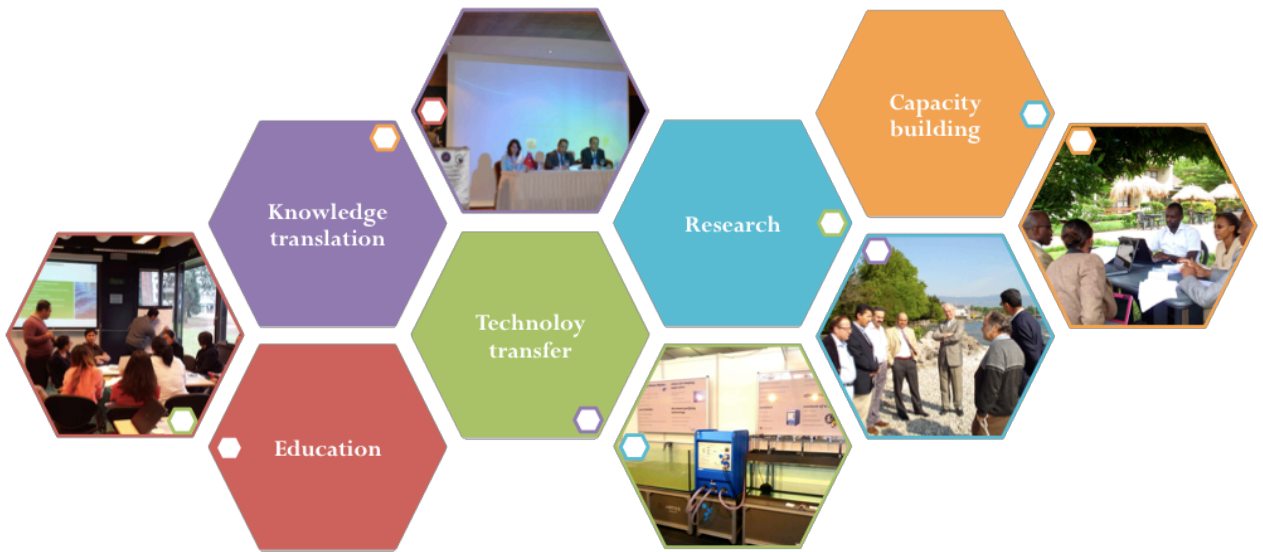 Capacity
building
Knowledge
translation
Research
Technoloy
transfer
Education